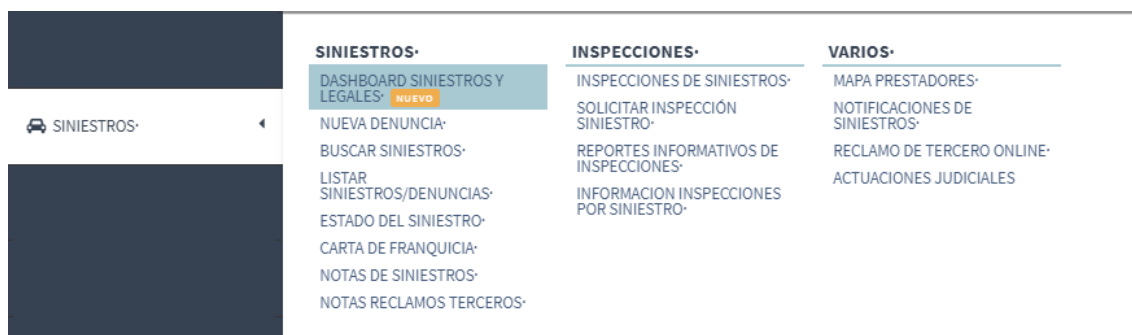 SINIESTROS·
SINIESTROS·
DASHBOARD SINIESTROS Y
LEGALES· NUEVO
NUEVA DENUNCIA·
BUSCAR SINIESTROS·
LISTAR
SINIESTROS/DENUNCIAS·
ESTADO DEL SINIESTRO·
CARTA DE FRANQUICIA·
NOTAS DE SINIESTROS·
NOTAS RECLAMOS TERCEROS·
INSPECCIONES·
INSPECCIONES DE SINIESTROS·
SOLICITAR INSPECCIÓN
SINIESTRO·
REPORTES INFORMATIVOS DE
INSPECCIONES·
INFORMACION INSPECCIONES
POR SINIESTRO·
VARIOS·
MAPA PRESTADORES·
NOTIFICACIONES DE
SINIESTROS·
RECLAMO DE TERCERO ONLINE·
ACTUACIONES JUDICIALES